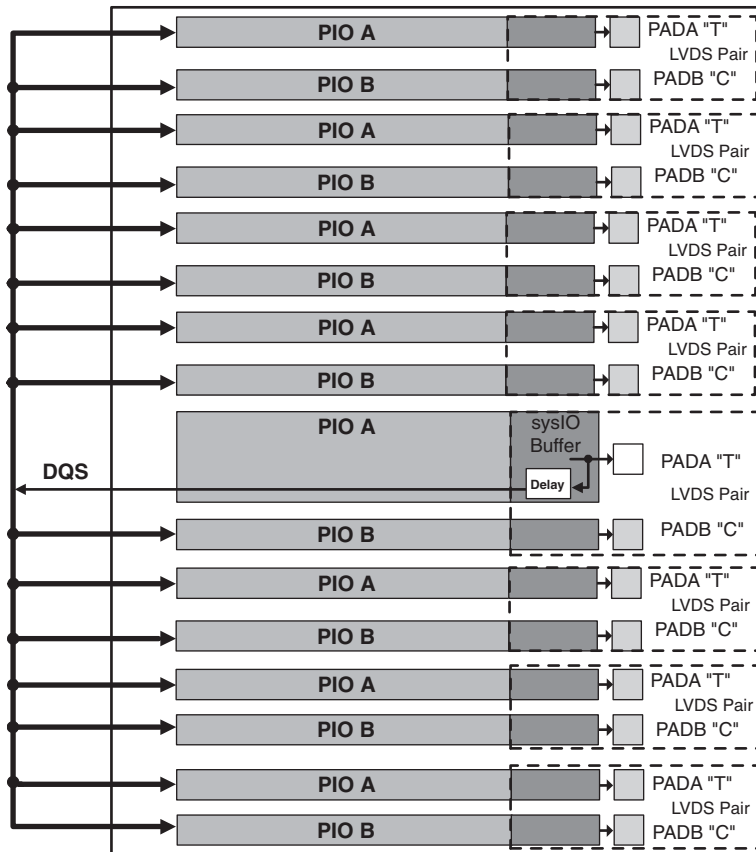 PIO A PADA "T"
LVDS Pair
PIO B PADB "C"
PIO A PADA "T"
LVDS Pair
PIO B PADB "C"
PIO A PADA "T"
LVDS Pair
PIO B PADB "C"
PIO A PADA "T"
LVDS Pair
PIO B PADB "C"
PIO A sysIO
Buffer
PADA "T"
DQS Delay
LVDS Pair
PIO B PADB "C"
PIO A PADA "T"
LVDS Pair
PIO B PADB "C"
PIO A PADA "T"
LVDS Pair
PIO B PADB "C"
PIO A PADA "T"
LVDS Pair
PIO B PADB "C"